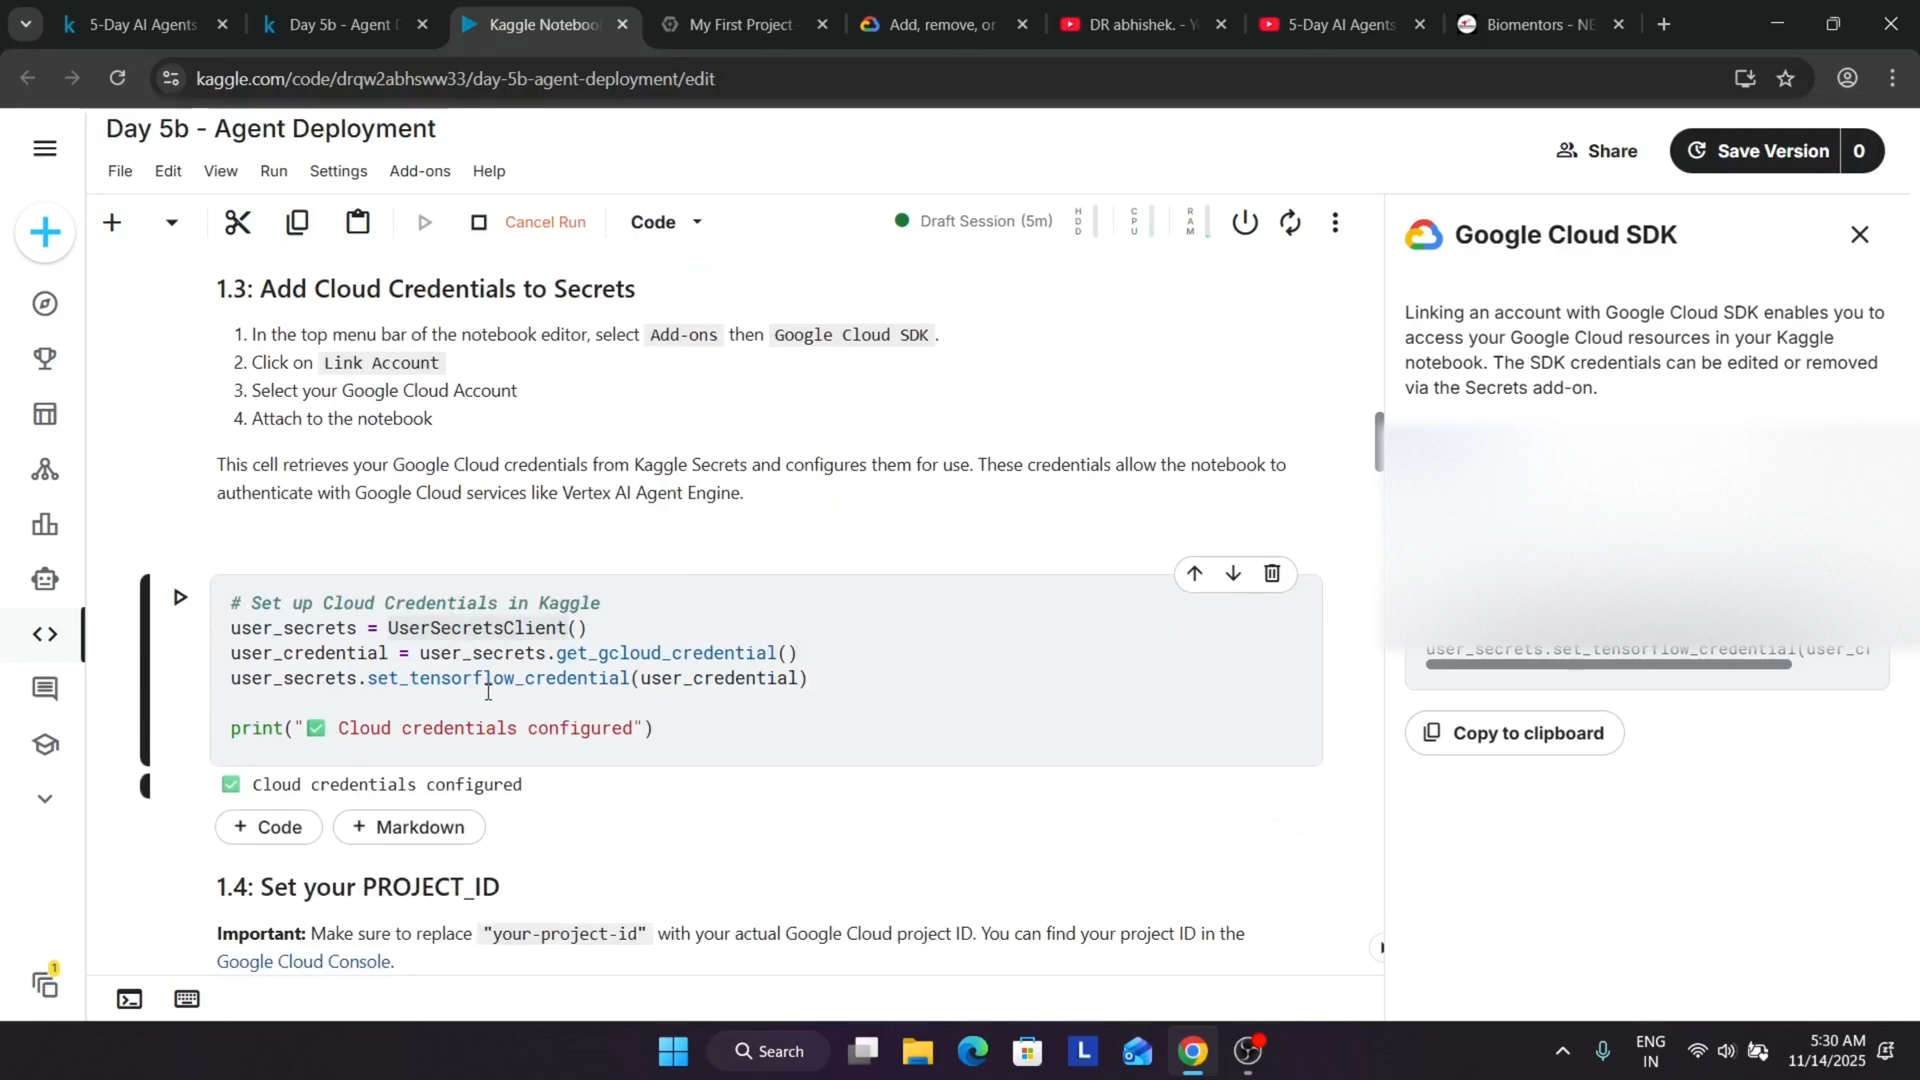 5-Day AI Agents
Day 5b - Agent D
Kaggle Noteboo
My First Project
Add, remove, or
DR abhishek. - Yo
5-Day AI Agents
Biomentors - NE
kaggle.com/code/drqw2abhsww33/day-5b-agent-deployment/edit
Day 5b - Agent Deployment
File Edit View Run Settings Add-ons Help
Share
Save Version 0
Cancel Run
Code
Draft Session (5m)
HDD
CPU
RAM
1.3: Add Cloud Credentials to Secrets
1. In the top menu bar of the notebook editor, select Add-ons then Google Cloud SDK.
2. Click on Link Account
3. Select your Google Cloud Account
4. Attach to the notebook
This cell retrieves your Google Cloud credentials from Kaggle Secrets and configures them for use. These credentials allow the notebook to
authenticate with Google Cloud services like Vertex AI Agent Engine.
# Set up Cloud Credentials in Kaggle
user_secrets = UserSecretsClient()
user_credential = user_secrets.get_gcloud_credential()
user_secrets.set_tensorflow_credential(user_credential)
print("✅ Cloud credentials configured")
✅ Cloud credentials configured
+ Code
+ Markdown
1.4: Set your PROJECT_ID
Important: Make sure to replace "your-project-id" with your actual Google Cloud project ID. You can find your project ID in the
Google Cloud Console.
Google Cloud SDK
Linking an account with Google Cloud SDK enables you to
access your Google Cloud resources in your Kaggle
notebook. The SDK credentials can be edited or removed
via the Secrets add-on.
user_secrets.set_tensorflow_credential(user_cr
Copy to clipboard
1
Search
L
ENG
IN
5:30 AM
11/14/2025